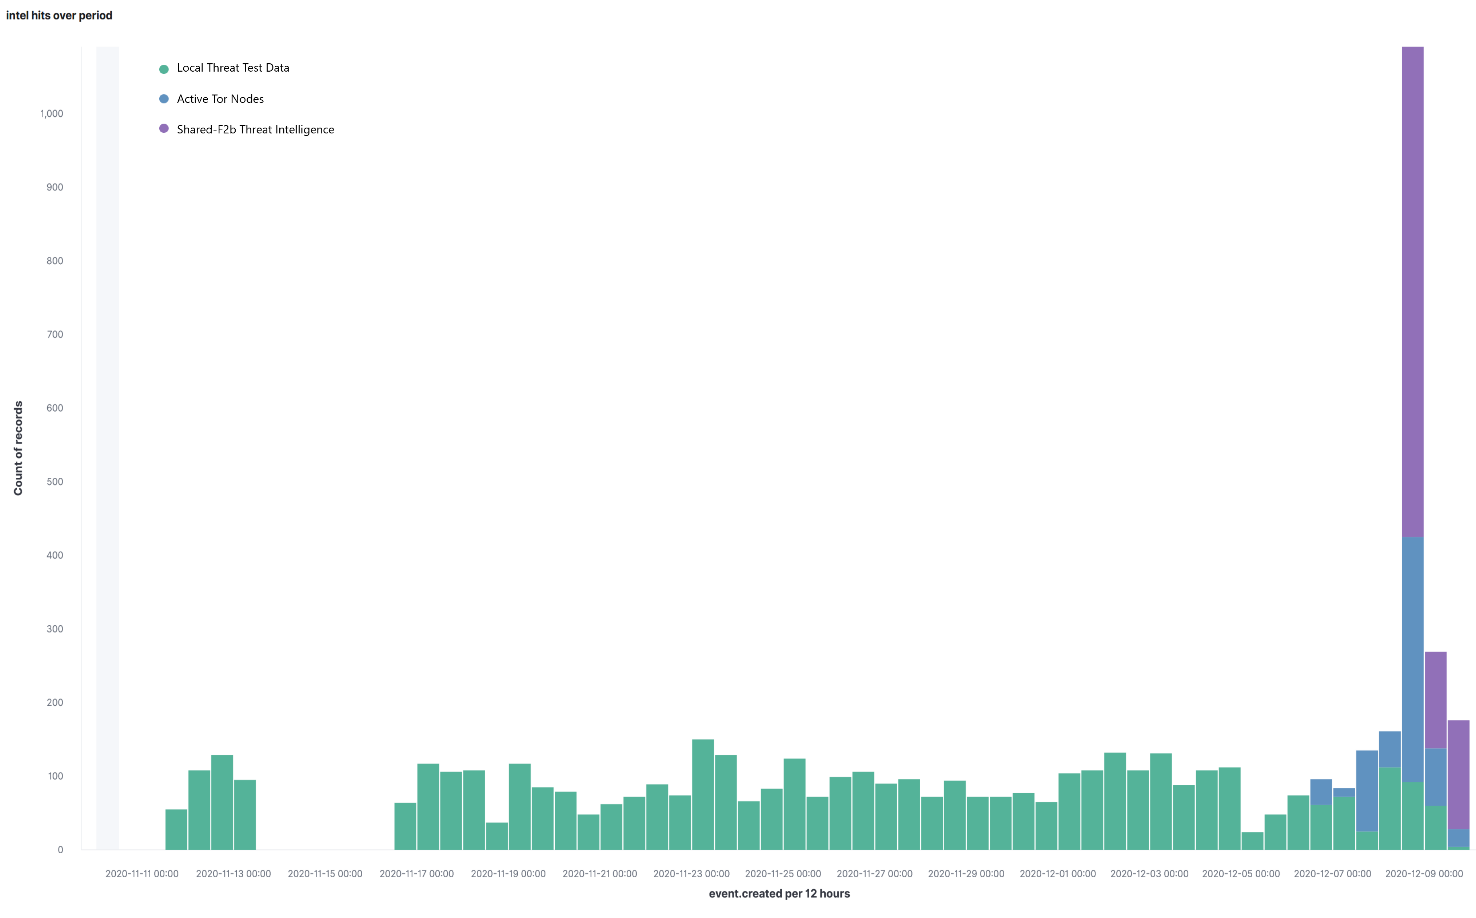 intel hits over period
Local Threat Test Data
Active Tor Nodes
Shared-F2b Threat Intelligence
1,000
900
800
700
600
500
400
300
200
100
0
Count of records
2020-11-11 00:00 2020-11-13 00:00 2020-11-15 00:00 2020-11-17 00:00 2020-11-19 00:00 2020-11-21 00:00 2020-11-23 00:00 2020-11-25 00:00 2020-11-27 00:00 2020-11-29 00:00 2020-12-01 00:00 2020-12-03 00:00 2020-12-05 00:00 2020-12-07 00:00 2020-12-09 00:00
event.created per 12 hours